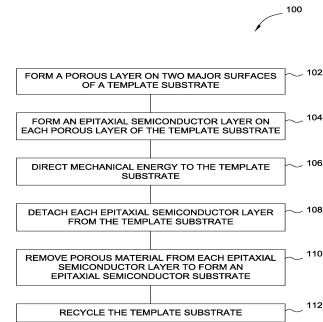 100
FORM A POROUS LAYER ON TWO MAJOR SURFACES
OF A TEMPLATE SUBSTRATE
102
FORM AN EPITAXIAL SEMICONDUCTOR LAYER ON
EACH POROUS LAYER OF THE TEMPLATE SUBSTRATE
104
DIRECT MECHANICAL ENERGY TO THE TEMPLATE
SUBSTRATE
106
DETACH EACH EPITAXIAL SEMICONDUCTOR LAYER
FROM THE TEMPLATE SUBSTRATE
108
REMOVE POROUS MATERIAL FROM EACH EPITAXIAL
SEMICONDUCTOR LAYER TO FORM AN
EPITAXIAL SEMICONDUCTOR SUBSTRATE
110
RECYCLE THE TEMPLATE SUBSTRATE
112